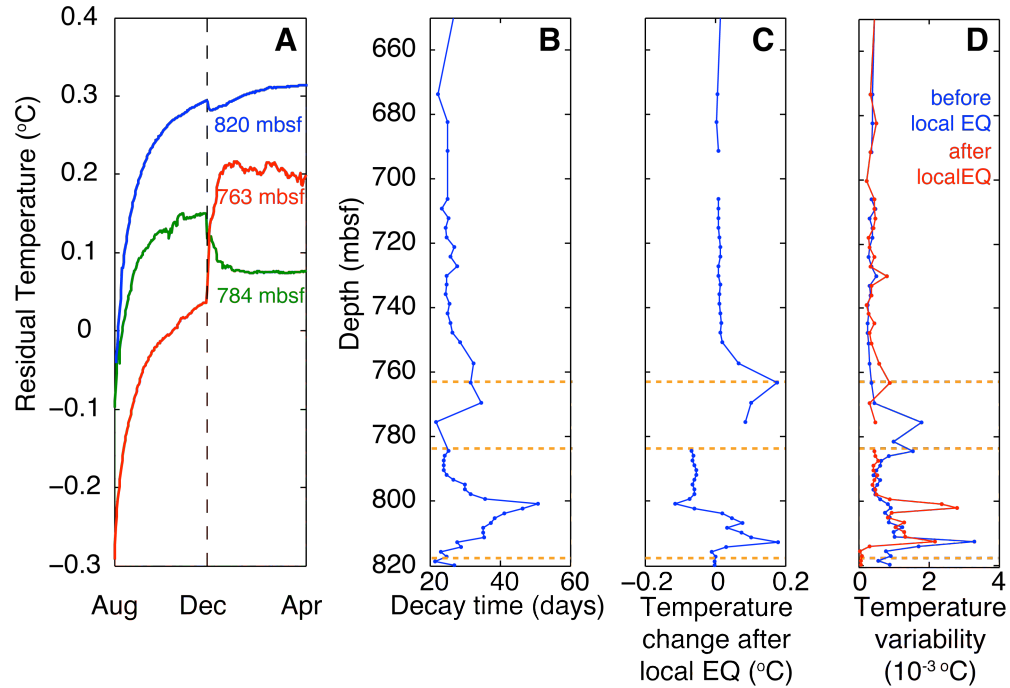 A
B
C
D
Residual Temperature (°C)
0.4
0.3
0.2
0.1
0
−0.1
−0.2
−0.3
820 mbsf
763 mbsf
784 mbsf
Aug
Dec
Apr
Depth (mbsf)
660
680
700
720
740
760
780
800
820
20
40
60
Decay time (days)
−0.2
0
0.2
Temperature
change after
local EQ (°C)
before
local EQ
after
localEQ
0
2
4
Temperature
variability
(10-3 °C)